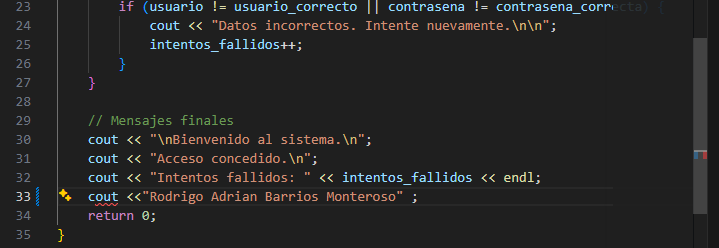 23 if (usuario != usuario_correcto || contrasena != contrasena_correcta) {
24 cout << "Datos incorrectos. Intente nuevamente.\n\n";
25 intentos_fallidos++;
26 }
27 }
28
29 // Mensajes finales
30 cout << "\nBienvenido al sistema.\n";
31 cout << "Acceso concedido.\n";
32 cout << "Intentos fallidos: " << intentos_fallidos << endl;
33 cout <<"Rodrigo Adrian Barrios Monteroso" ;
34 return 0;
35 }